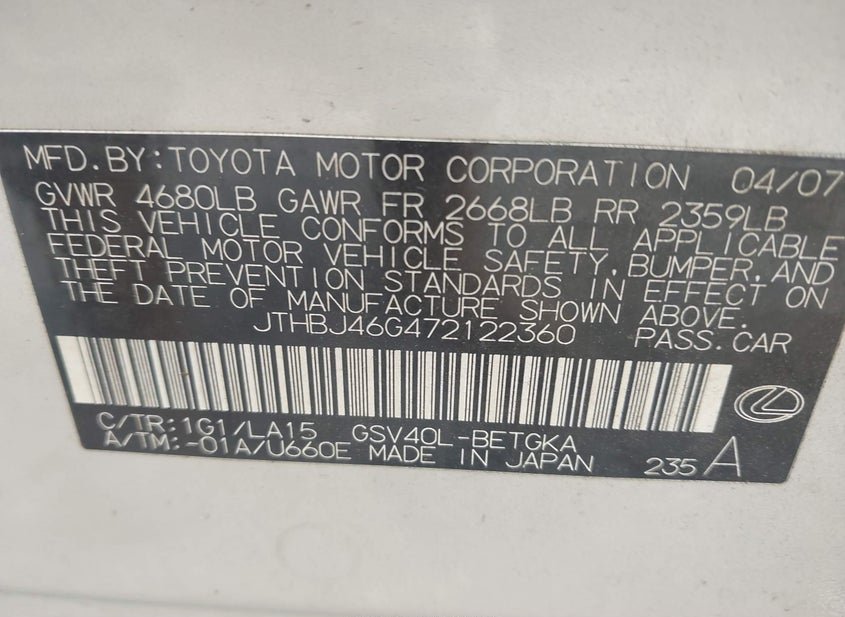 MFD.BY:TOYOTA MOTOR CORPORATION 04/07
GVWR 4680LB GAWR FR 2668LB RR 2359LB
THIS VEHICLE CONFORMS TO ALL APPLICABLE
FEDERAL MOTOR VEHICLE SAFETY,BUMPER,AND
THEFT PREVENTION STANDARDS IN EFFECT ON
THE DATE OF MANUFACTURE SHOWN ABOVE.
JTHBJ46G472122360 PASS.CAR
C/TR:1G1/LA15 GSV40L-BETGKA
A/TM:-01A/U660E MADE IN JAPAN 235 A